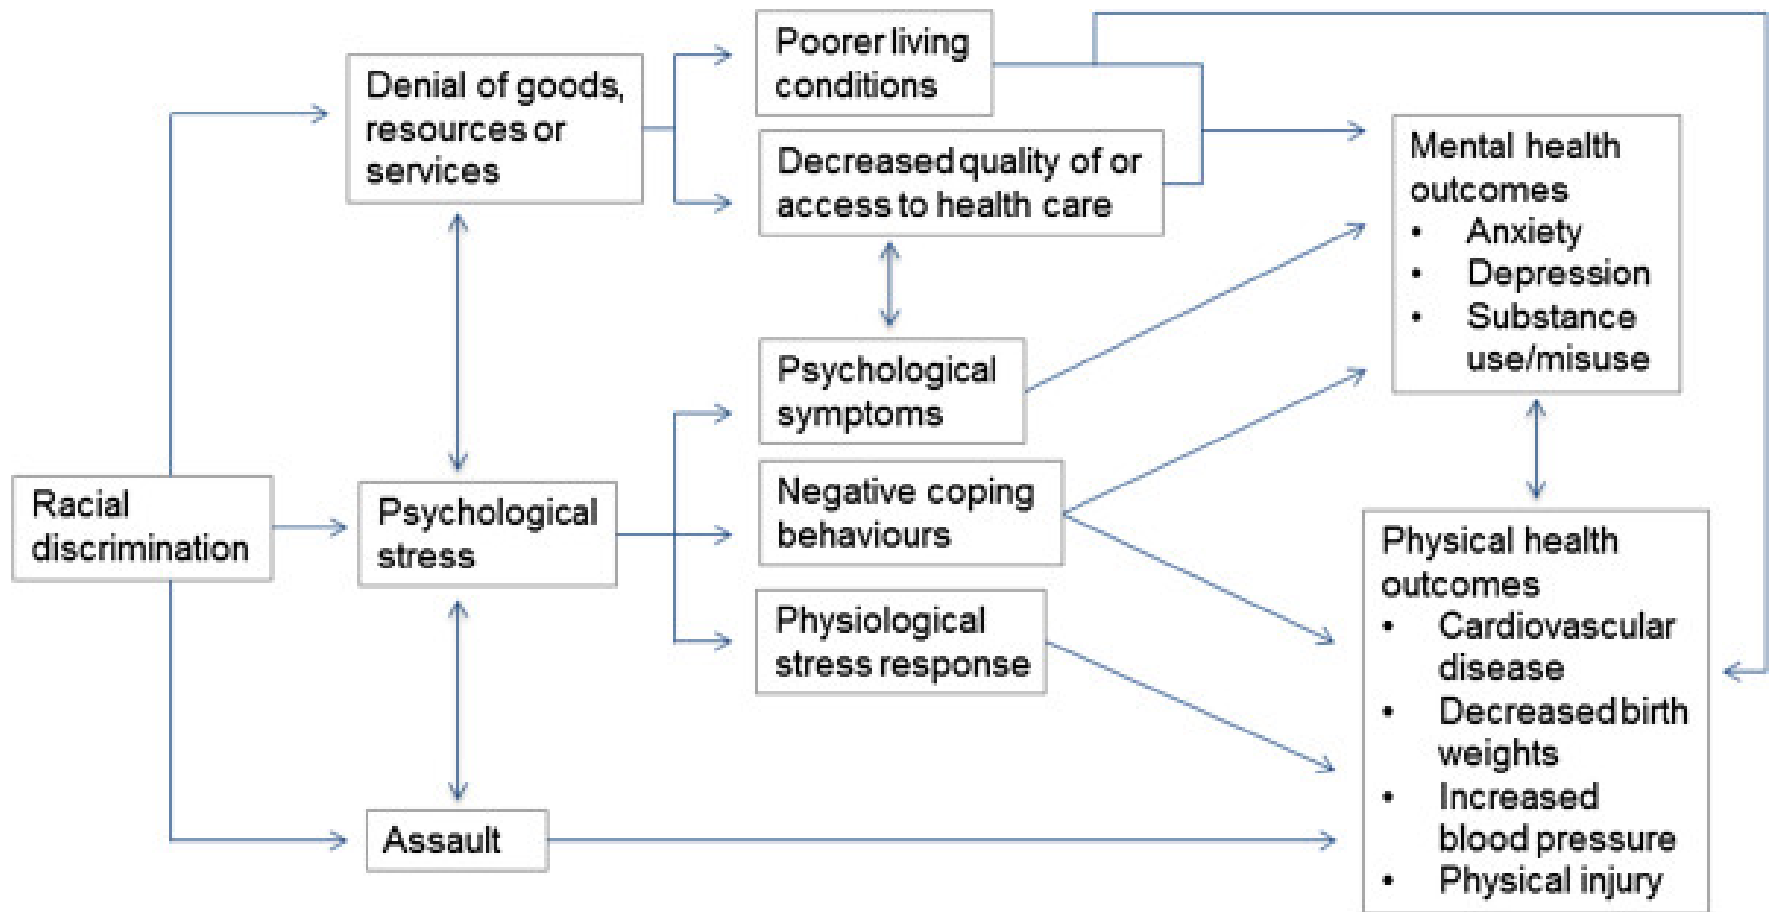 Poorer living
conditions
Denial of goods,
resources or
services
Decreased quality of or
access to health care
Mental health
outcomes
• Anxiety
• Depression
• Substance
use/misuse
Psychological
symptoms
Racial
discrimination
Psychological
stress
Negative coping
behaviours
Physiological
stress response
Physical health
outcomes
• Cardiovascular
disease
• Decreased birth
weights
• Increased
blood pressure
• Physical injury
Assault